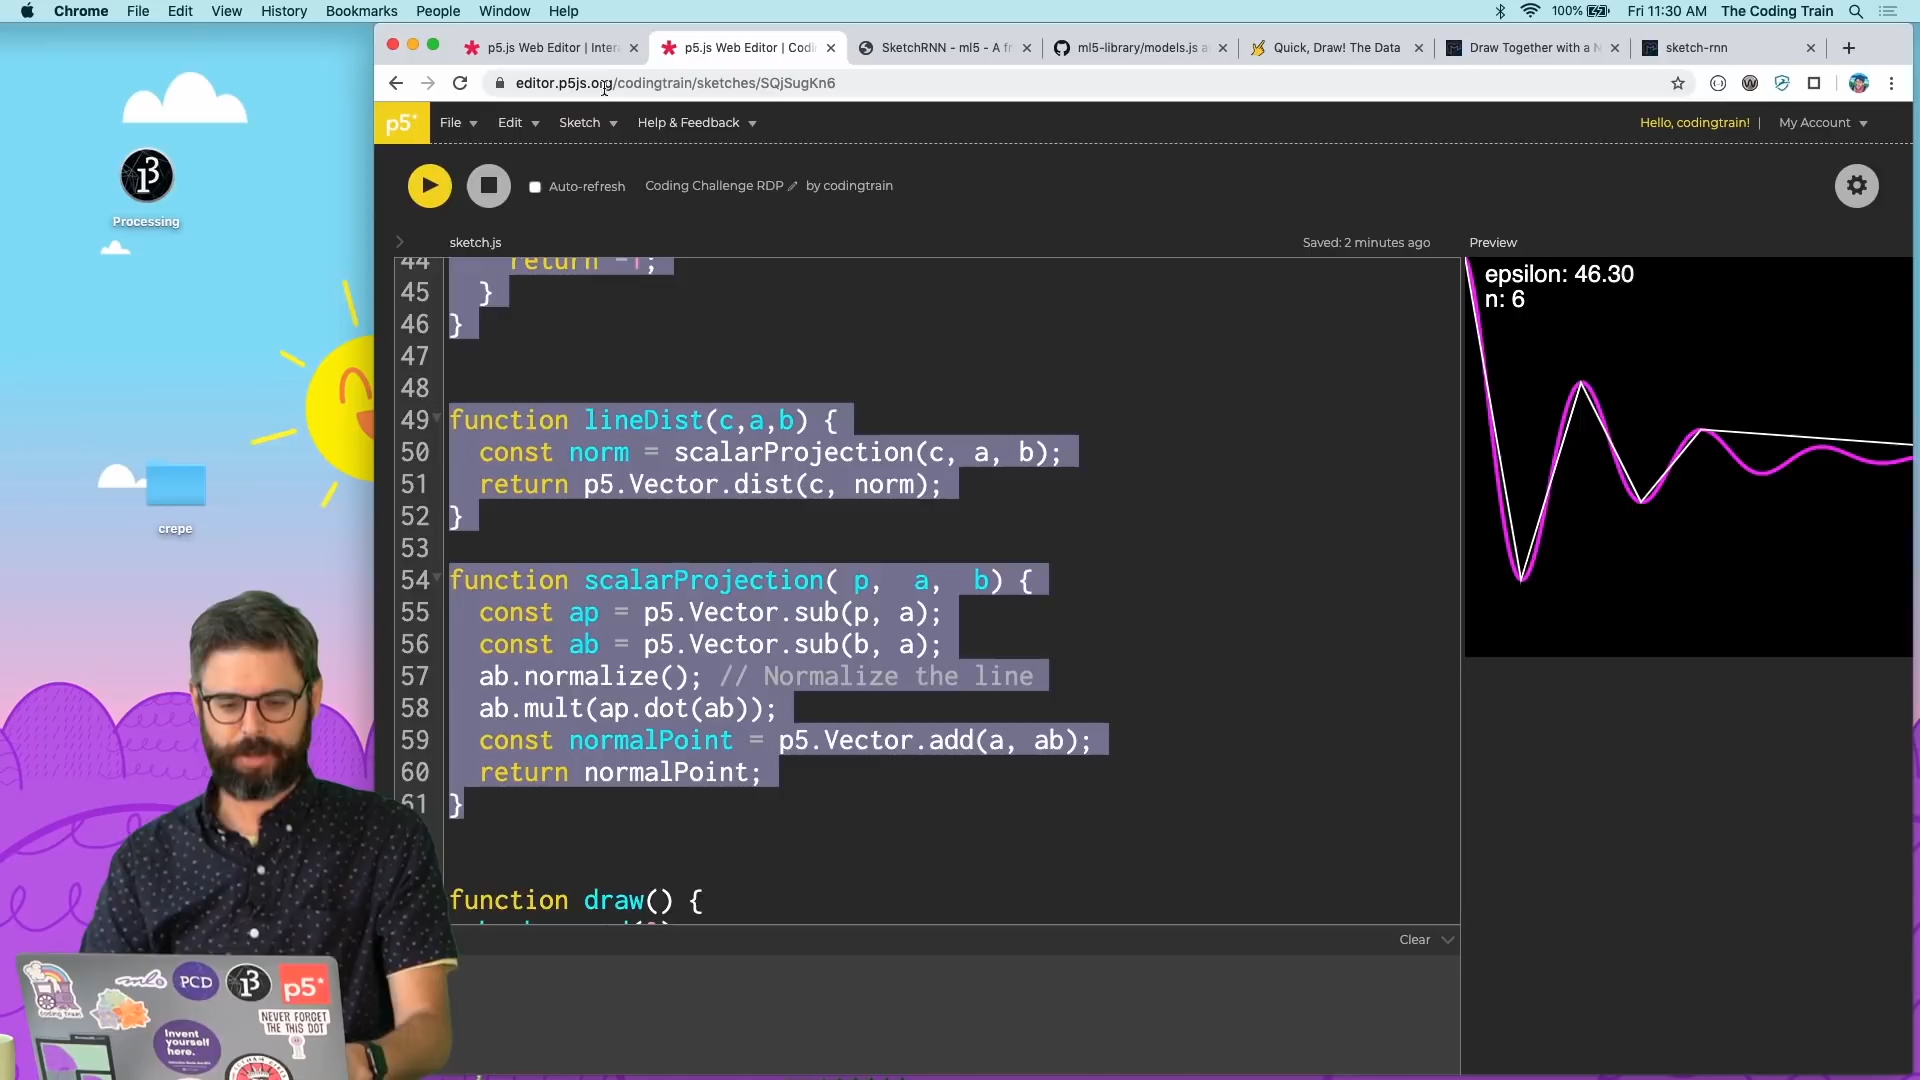 Chrome File Edit View History Bookmarks People Window Help 100% Fri 11:30 AM The Coding Train
p5.js Web Editor | Inter p5.js Web Editor | Codi SketchRNN - ml5 - A fr ml5-library/models.js a Quick, Draw! The Data Draw Together with a N sketch-rnn
editor.p5js.org/codingtrain/sketches/SQjSugKn6
p5* File Edit Sketch Help & Feedback Hello, codingtrain! | My Account
Auto-refresh Coding Challenge RDP by codingtrain
sketch.js Saved: 2 minutes ago Preview
44 return -1;
45 }
46 }
47
48
49 function lineDist(c,a,b) {
50 const norm = scalarProjection(c, a, b);
51 return p5.Vector.dist(c, norm);
52 }
53
54 function scalarProjection( p, a, b) {
55 const ap = p5.Vector.sub(p, a);
56 const ab = p5.Vector.sub(b, a);
57 ab.normalize(); // Normalize the line
58 ab.mult(ap.dot(ab));
59 const normalPoint = p5.Vector.add(a, ab);
60 return normalPoint;
61 }
function draw() {
Clear
epsilon: 46.30
n: 6
Processing
crepe
coding train
PCD
p5*
NEVER FORGET
THE THIS DOT
Invent
yourself
here.